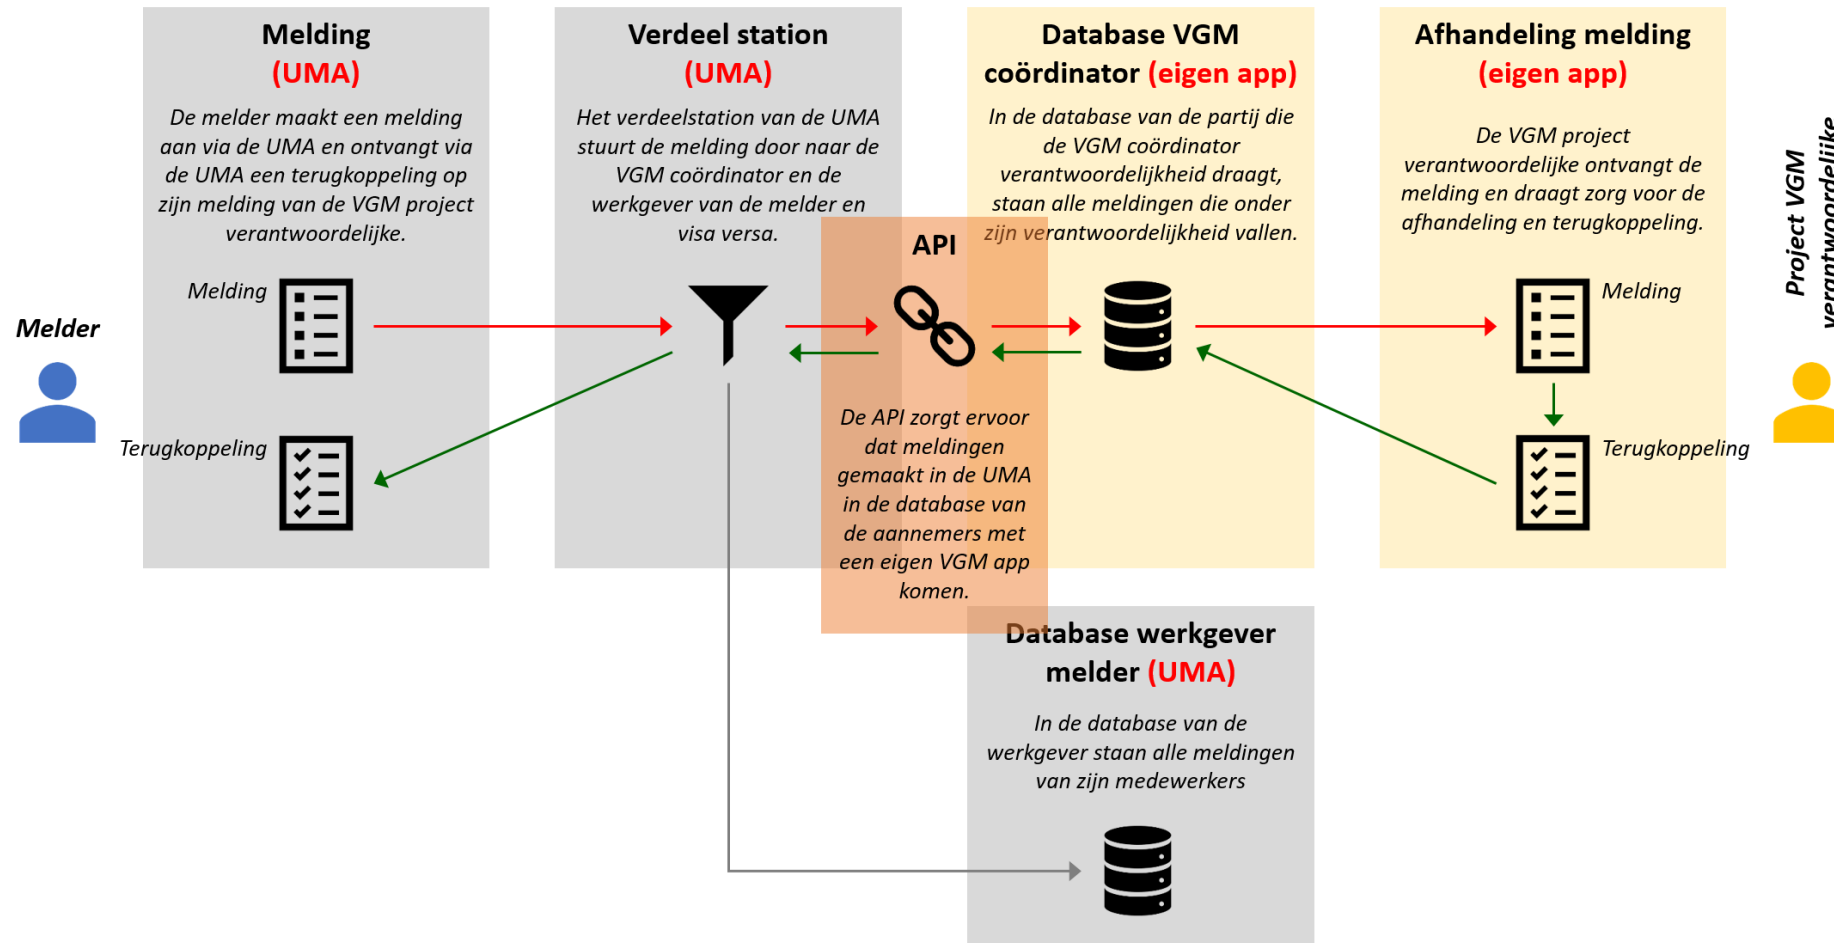 Melder
Melding
(UMA)
De melder maakt een melding
aan via de UMA en ontvangt via
de UMA een terugkoppeling op
zijn melding van de VGM project
verantwoordelijke.
Melding
Terugkoppeling
Verdeel station
(UMA)
Het verdeelstation van de UMA
stuurt de melding door naar de
VGM coördinator en de
werkgever van de melder en
visa versa.
API
De API zorgt ervoor
dat meldingen
gemaakt in de UMA
in de database van
de aannemers met
een eigen VGM app
komen.
Database VGM
coördinator (eigen app)
In de database van de partij die
de VGM coördinator
verantwoordelijkheid draagt,
staan alle meldingen die onder
zijn verantwoordelijkheid vallen.
Database werkgever
melder (UMA)
In de database van de
werkgever staan alle meldingen
van zijn medewerkers
Afhandeling melding
(eigen app)
De VGM project
verantwoordelijke ontvangt de
melding en draagt zorg voor de
afhandeling en terugkoppeling.
Melding
Terugkoppeling
Project VGM
verantwoordelijke